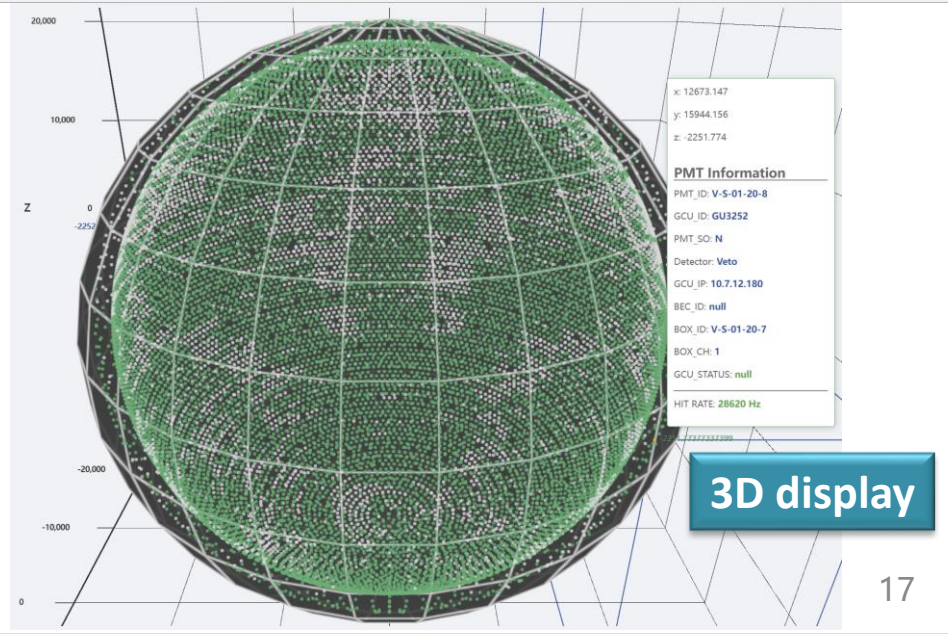 20,000
10,000
Z
0
-2252
-20,000
-10,000
0
x: 12673.147
y: 15944.156
z: -2251.774
PMT Information
PMT_ID: V-S-01-20-8
GCU_ID: GU3252
PMT_SO: N
Detector: Veto
GCU_IP: 10.7.12.180
BEC_ID: null
BOX_ID: V-S-01-20-7
BOX_CH: 1
GCU_STATUS: null
HIT RATE: 28620 Hz
3D display
17